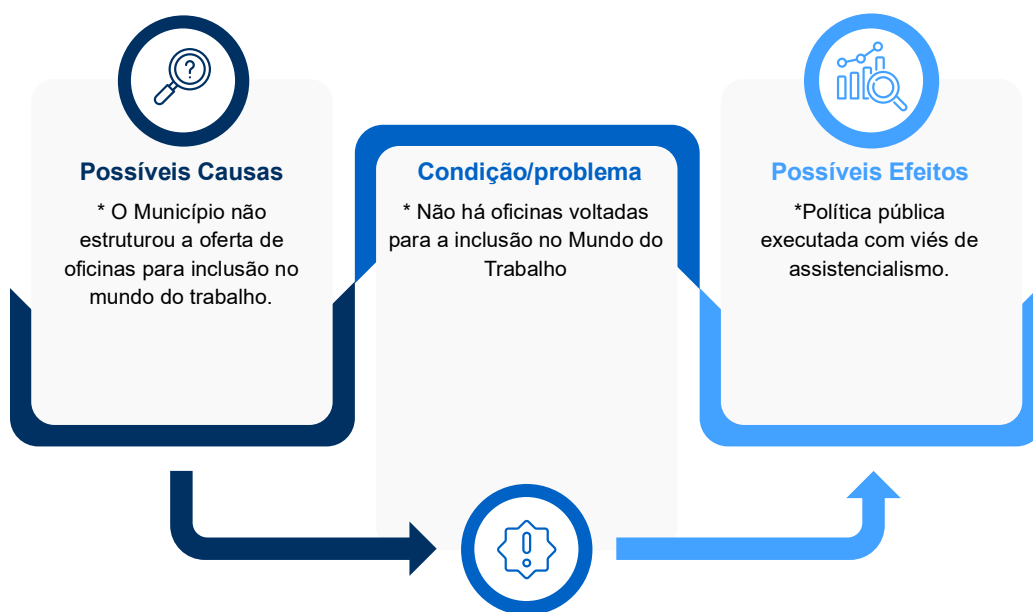 Possíveis Causas
* O Município não
estruturou a oferta de
oficinas para inclusão no
mundo do trabalho.
Condição/problema
* Não há oficinas voltadas
para a inclusão no Mundo do
Trabalho
Possíveis Efeitos
*Política pública
executada com viés de
assistencialismo.